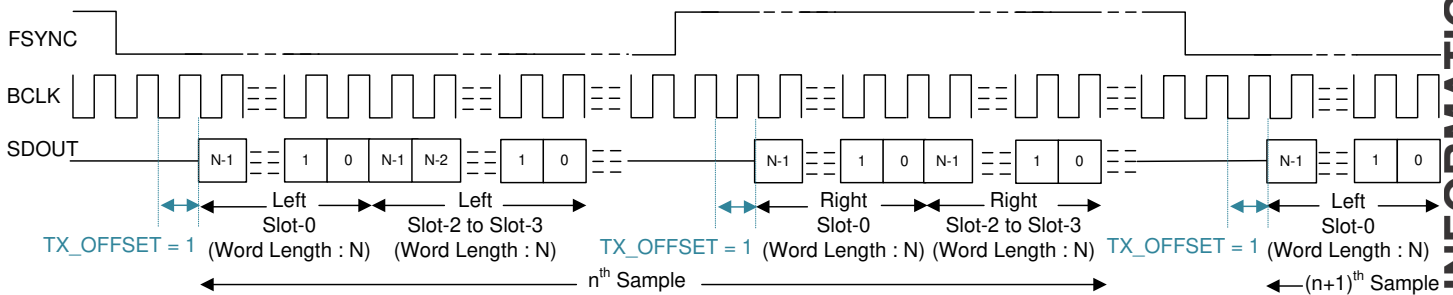 FSYNC
BCLK
SDOUT
N-1 1 0 N-1 N-2 1 0 N-1 1 0 N-1 1 0 N-1 1 0
Left Left Right Right Left
Slot-0 Slot-2 to Slot-3 Slot-0 Slot-2 to Slot-3 Slot-0
TX_OFFSET = 1 (Word Length : N) (Word Length : N) TX_OFFSET = 1 (Word Length : N) (Word Length : N) TX_OFFSET = 1 (Word Length : N)
nth Sample (n+1)th Sample